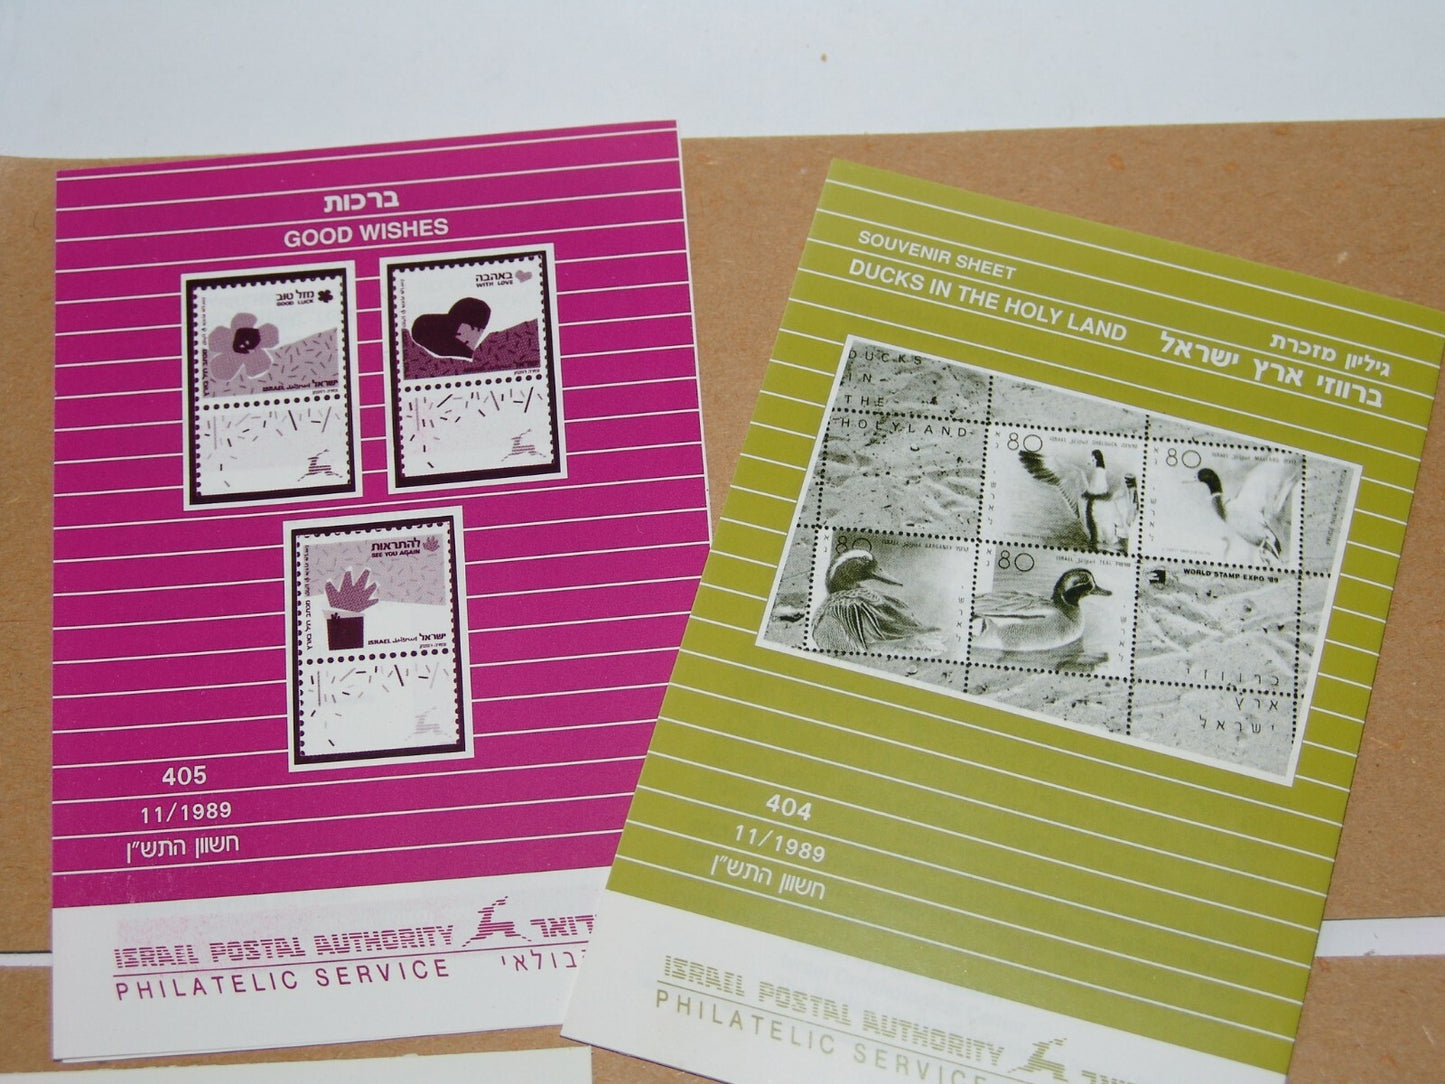 ברכות
GOOD WISHES
מזל טוב
GOOD LUCK
ISRAEL ישראל
באהבה
WITH LOVE
להתראות
SEE YOU AGAIN
ISRAEL ישראל
405
11/1989
חשוון התש"ן
ISRAEL POSTAL AUTHORITY
PHILATELIC SERVICE
SOUVENIR SHEET
DUCKS IN THE HOLY LAND
גיליון מזכרת
ברווזי ארץ ישראל
DUCKS
IN
THE
HOLYLAND
80
80
80
80
WORLD STAMP EXPO '89
ברווזי
ארץ
ישראל
404
11/1989
חשוון התש"ן
ISRAEL POSTAL AUTHORITY
PHILATELIC SERVICE